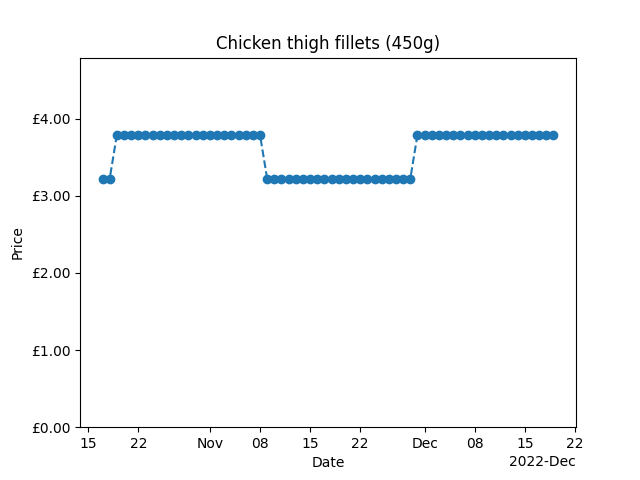 Chicken thigh fillets (450g)
£4.00
£3.00
£2.00
£1.00
£0.00
Price
15 22 Nov 08 15 22 Dec 08 15 22
Date
2022-Dec